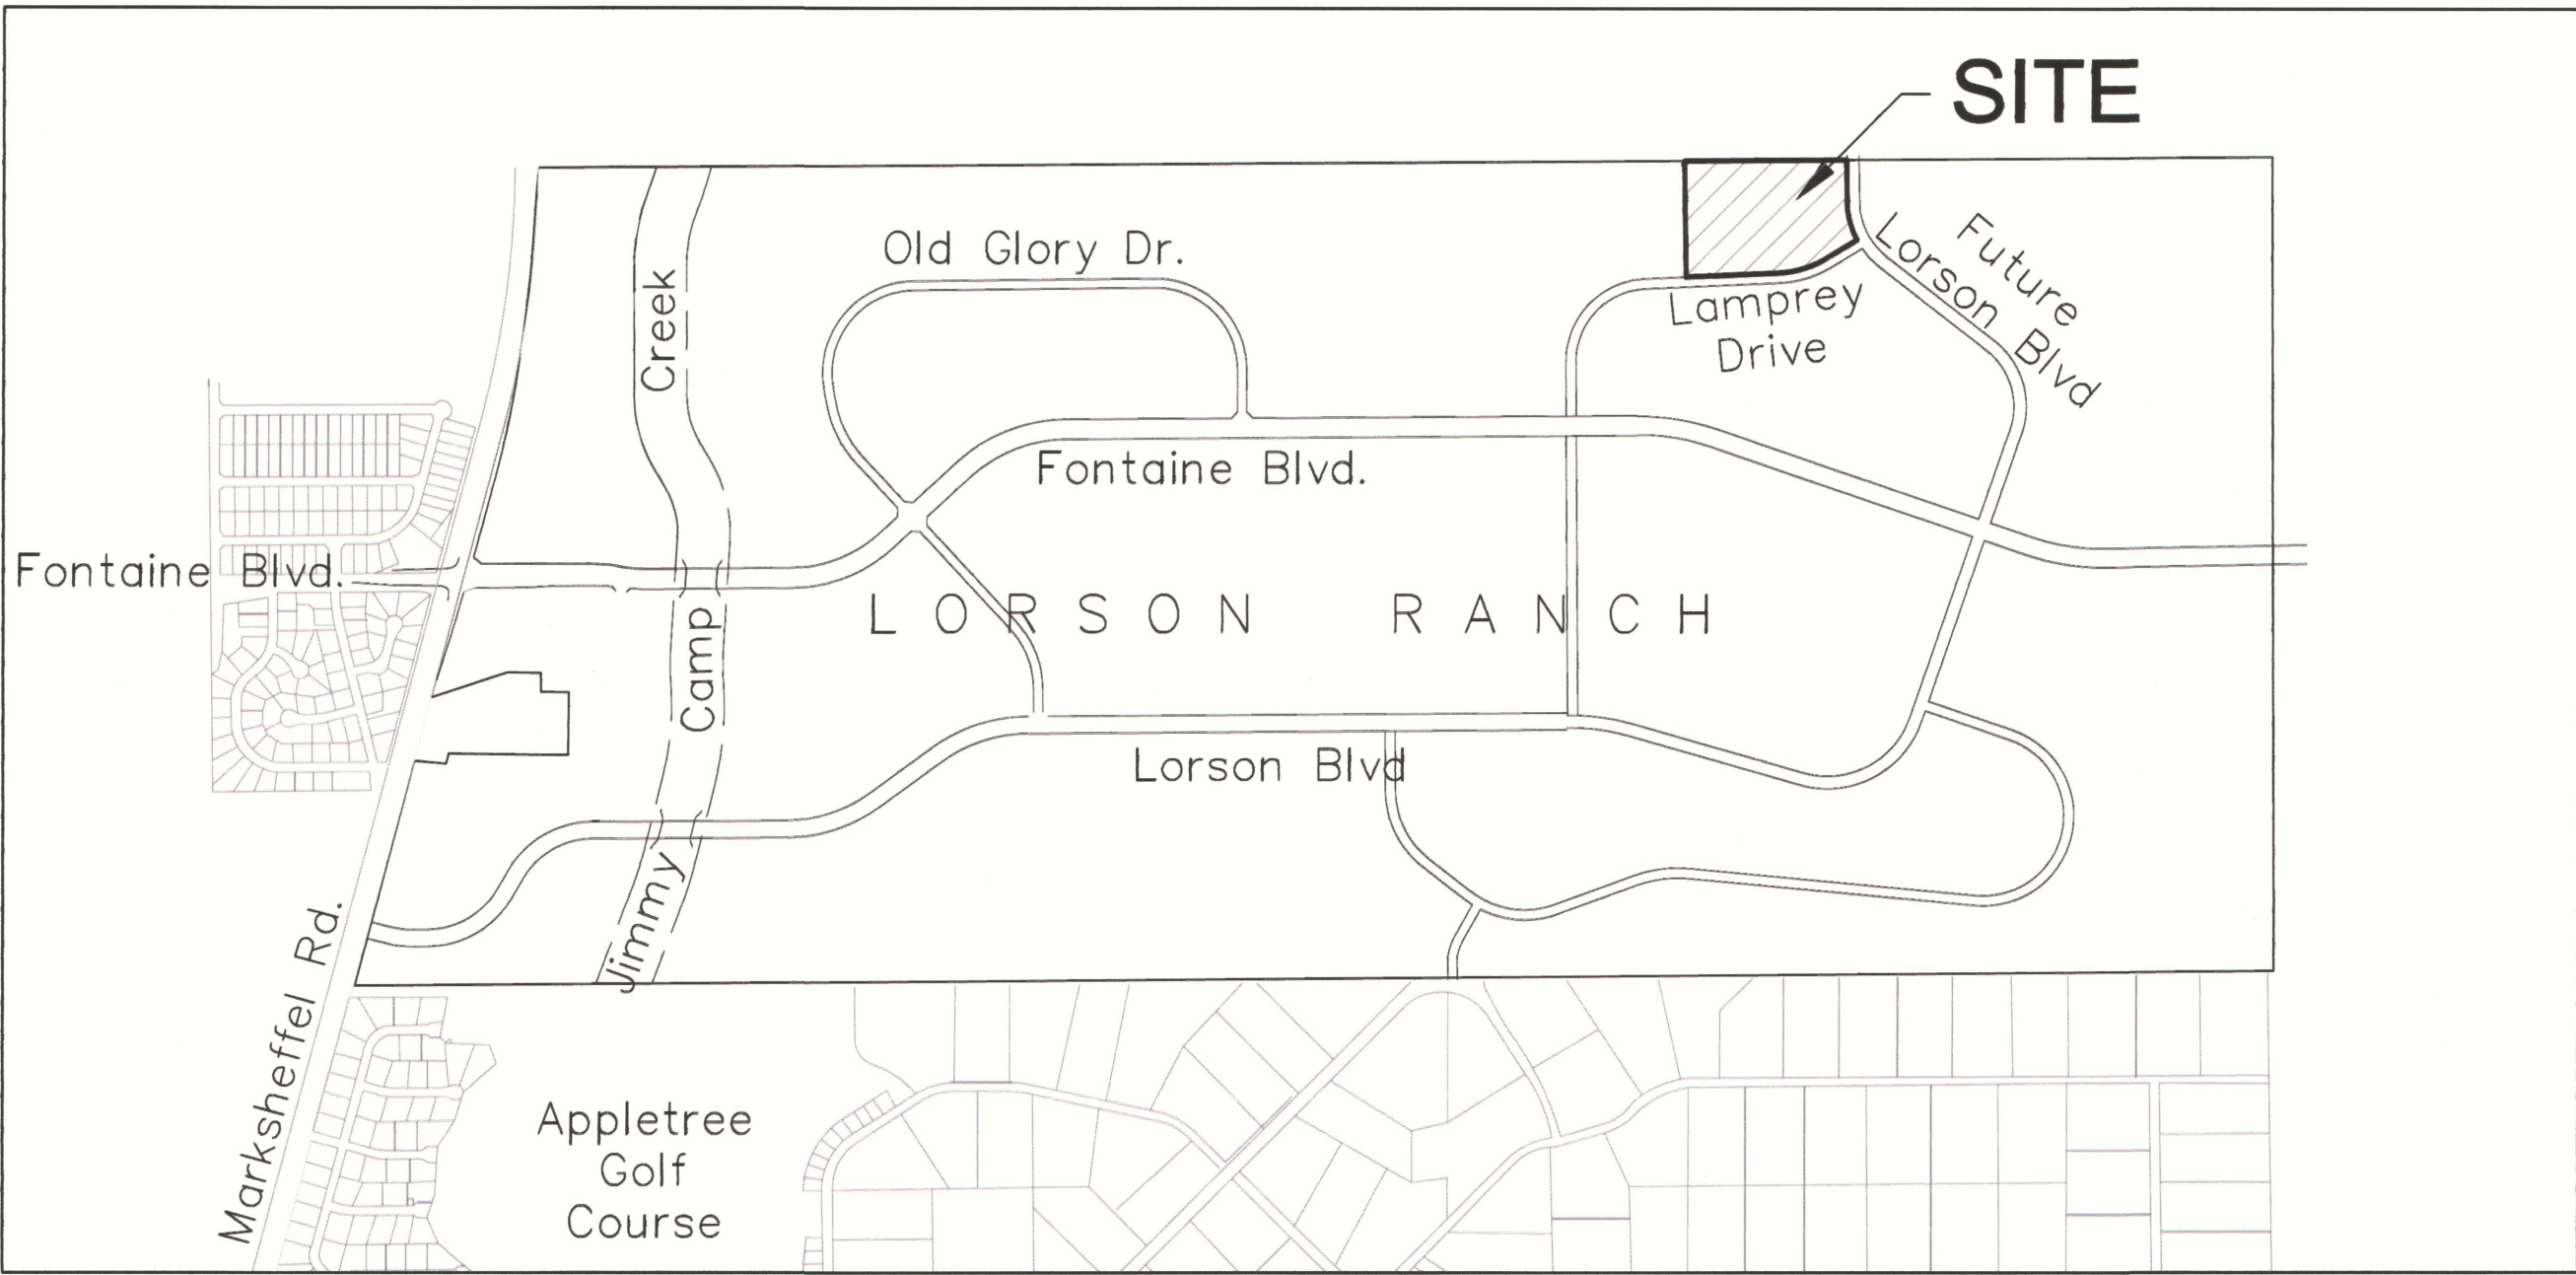 SITE
Old Glory Dr.
Future
Lorson Blvd
Lamprey
Drive
Creek
Fontaine Blvd.
Fontaine Blvd.
LORSON RANCH
Camp
Lorson Blvd
Jimmy
Marksheffel Rd.
Appletree
Golf
Course